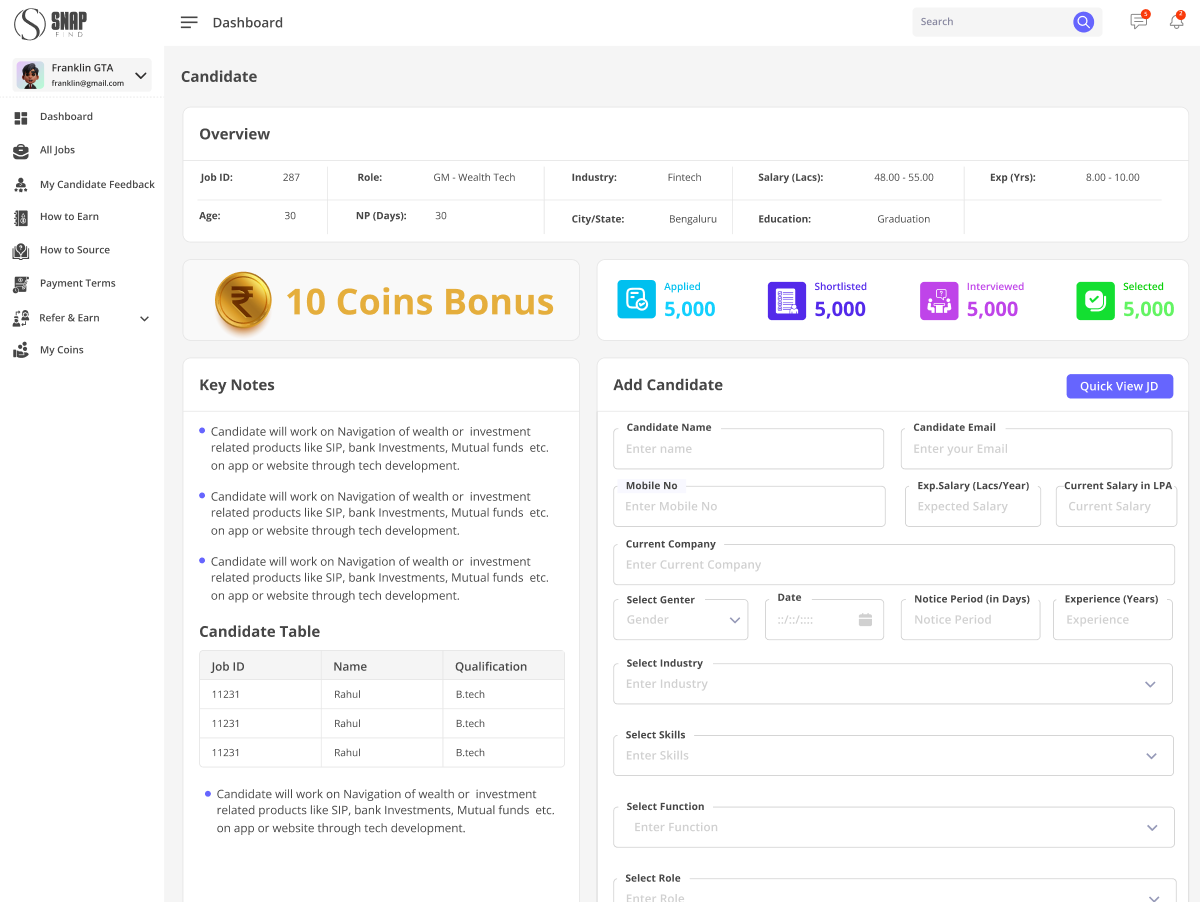 SNAP
FIND
Dashboard
Search
5
2
Franklin GTA
franklin@gmail.com
Dashboard
All Jobs
My Candidate Feedback
How to Earn
How to Source
Payment Terms
Refer & Earn
My Coins
Candidate
Overview
Job ID: 287 Role: GM - Wealth Tech Industry: Fintech Salary (Lacs): 48.00 - 55.00 Exp (Yrs): 8.00 - 10.00
Age: 30 NP (Days): 30 City/State: Bengaluru Education: Graduation
₹ 10 Coins Bonus
Applied
5,000
Shortlisted
5,000
Interviewed
5,000
Selected
5,000
Key Notes
Candidate will work on Navigation of wealth or investment
related products like SIP, bank Investments, Mutual funds etc.
on app or website through tech development.
Candidate will work on Navigation of wealth or investment
related products like SIP, bank Investments, Mutual funds etc.
on app or website through tech development.
Candidate will work on Navigation of wealth or investment
related products like SIP, bank Investments, Mutual funds etc.
on app or website through tech development.
Candidate Table
Job ID Name Qualification
11231 Rahul B.tech
11231 Rahul B.tech
11231 Rahul B.tech
Candidate will work on Navigation of wealth or investment
related products like SIP, bank Investments, Mutual funds etc.
on app or website through tech development.
Add Candidate
Quick View JD
Candidate Name
Enter name
Candidate Email
Enter your Email
Mobile No
Enter Mobile No
Exp.Salary (Lacs/Year)
Expected Salary
Current Salary in LPA
Current Salary
Current Company
Enter Current Company
Select Genter
Gender
Date
::/::/::::
Notice Period (in Days)
Notice Period
Experience (Years)
Experience
Select Industry
Enter Industry
Select Skills
Enter Skills
Select Function
Enter Function
Select Role
Enter Role